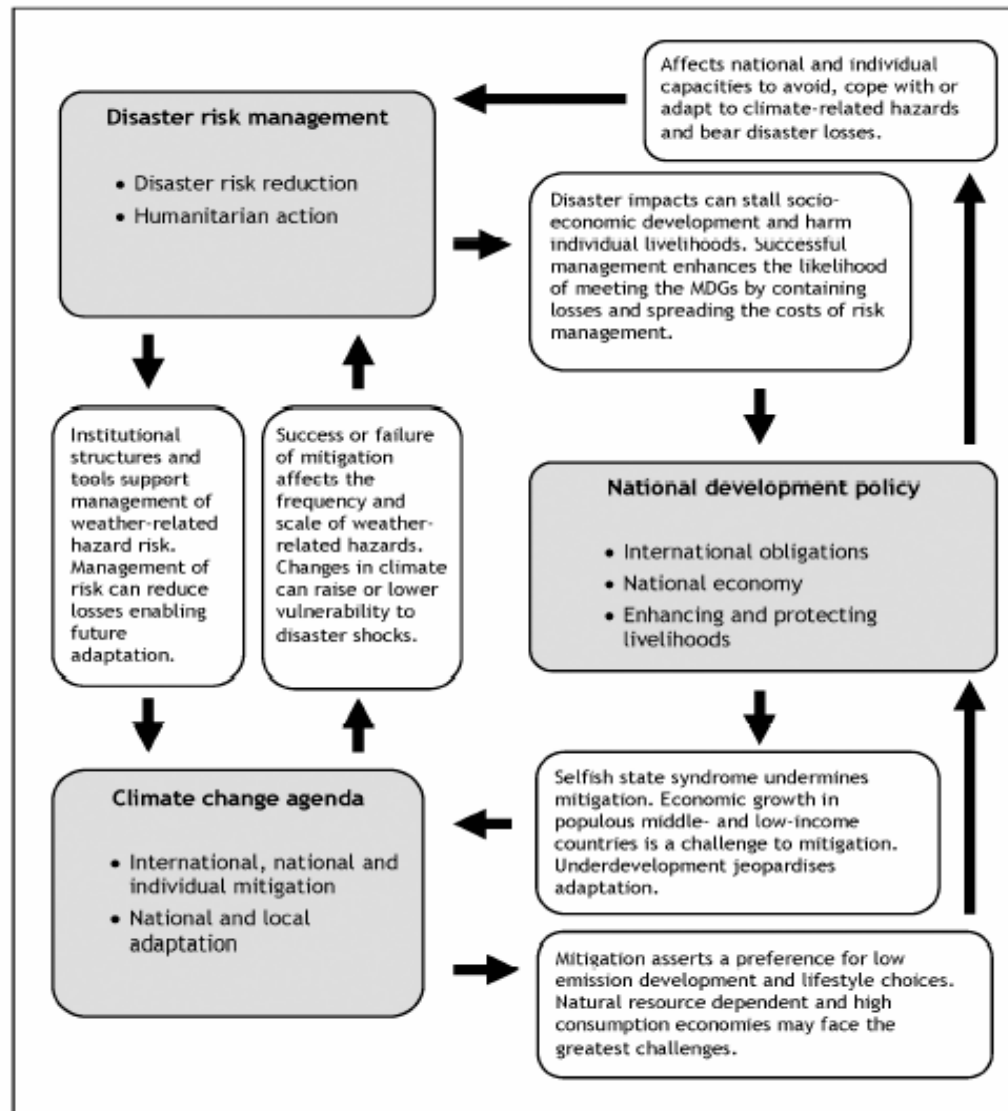 Affects national and individual
capacities to avoid, cope with or
adapt to climate-related hazards
and bear disaster losses.
Disaster risk management
• Disaster risk reduction
• Humanitarian action
Disaster impacts can stall socio-
economic development and harm
individual livelihoods. Successful
management enhances the likelihood
of meeting the MDGs by containing
losses and spreading the costs of risk
management.
Institutional
structures and
tools support
management of
weather-related
hazard risk.
Management of
risk can reduce
losses enabling
future
adaptation.
Success or failure
of mitigation
affects the
frequency and
scale of weather-
related hazards.
Changes in climate
can raise or lower
vulnerability to
disaster shocks.
National development policy
• International obligations
• National economy
• Enhancing and protecting
livelihoods
Climate change agenda
• International, national and
individual mitigation
• National and local
adaptation
Selfish state syndrome undermines
mitigation. Economic growth in
populous middle- and low-income
countries is a challenge to mitigation.
Underdevelopment jeopardises
adaptation.
Mitigation asserts a preference for low
emission development and lifestyle choices.
Natural resource dependent and high
consumption economies may face the
greatest challenges.